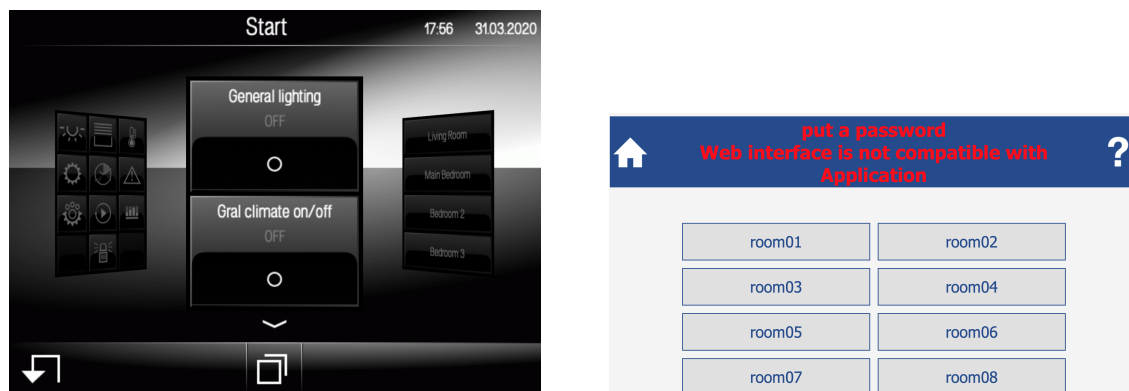 Start
17:56
31.03.2020
General lighting
OFF
Gral climate on/off
OFF
Living Room
Main Bedroom
Bedroom 2
Bedroom 3
put a password
Web interface is not compatible with
Application
?
room01
room02
room03
room04
room05
room06
room07
room08